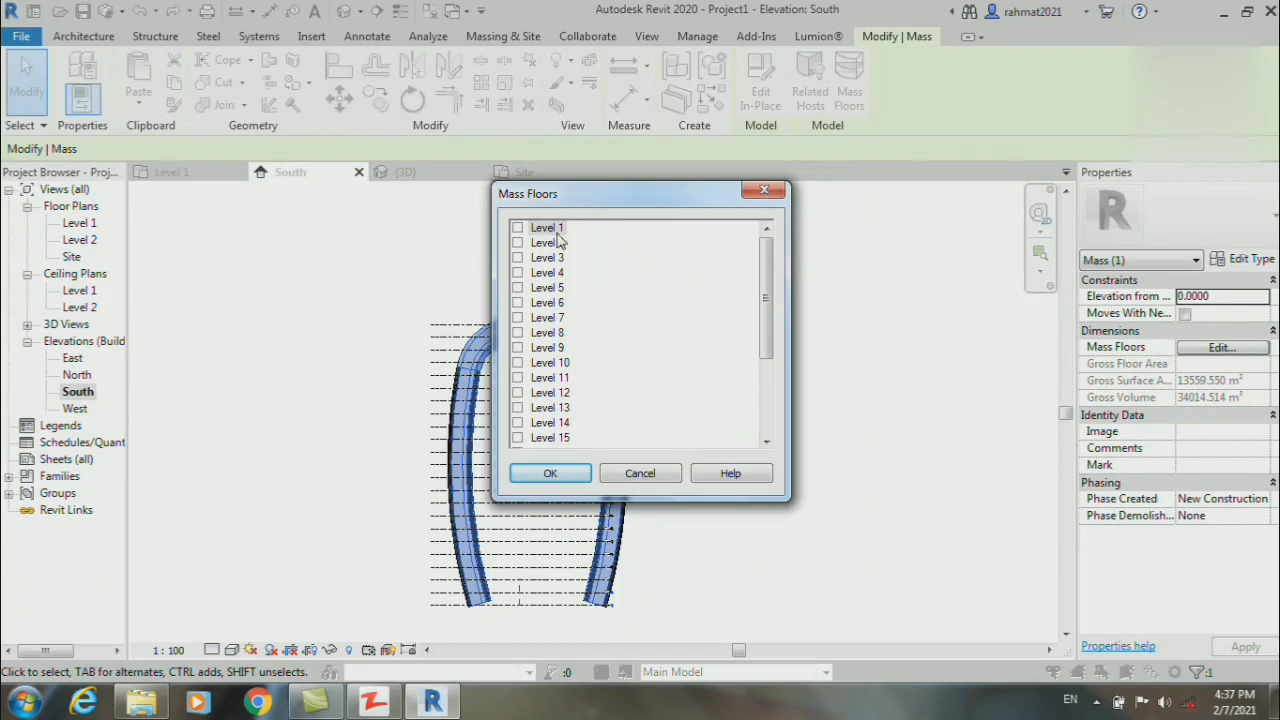 Autodesk Revit 2020 - Project1 - Elevation: South
rahmat2021
File Architecture Structure Steel Systems Insert Annotate Analyze Massing & Site Collaborate View Manage Add-Ins Lumion® Modify | Mass
Modify
Paste
Cope
Cut
Join
Edit
In-Place
Related
Hosts
Mass
Floors
Select Properties Clipboard Geometry Modify View Measure Create Model Model
Modify | Mass
Project Browser - Proj...
Views (all)
Floor Plans
Level 1
Level 2
Site
Ceiling Plans
Level 1
Level 2
3D Views
Elevations (Build
East
North
South
West
Legends
Schedules/Quant
Sheets (all)
Families
Groups
Revit Links
Level 1
South
(3D)
Site
Mass Floors
Level 1
Level
Level 3
Level 4
Level 5
Level 6
Level 7
Level 8
Level 9
Level 10
Level 11
Level 12
Level 13
Level 14
Level 15
OK Cancel Help
2D
Properties
R
Mass (1) Edit Type
Constraints
Elevation from ... 0.0000
Moves With Ne...
Dimensions
Mass Floors Edit...
Gross Floor Area
Gross Surface A... 13559.550 m²
Gross Volume 34014.514 m³
Identity Data
Image
Comments
Mark
Phasing
Phase Created New Construction
Phase Demolish... None
Properties help Apply
1 : 100
Click to select, TAB for alternates, CTRL adds, SHIFT unselects.
:0
Main Model
:1
EN
4:37 PM
2/7/2021